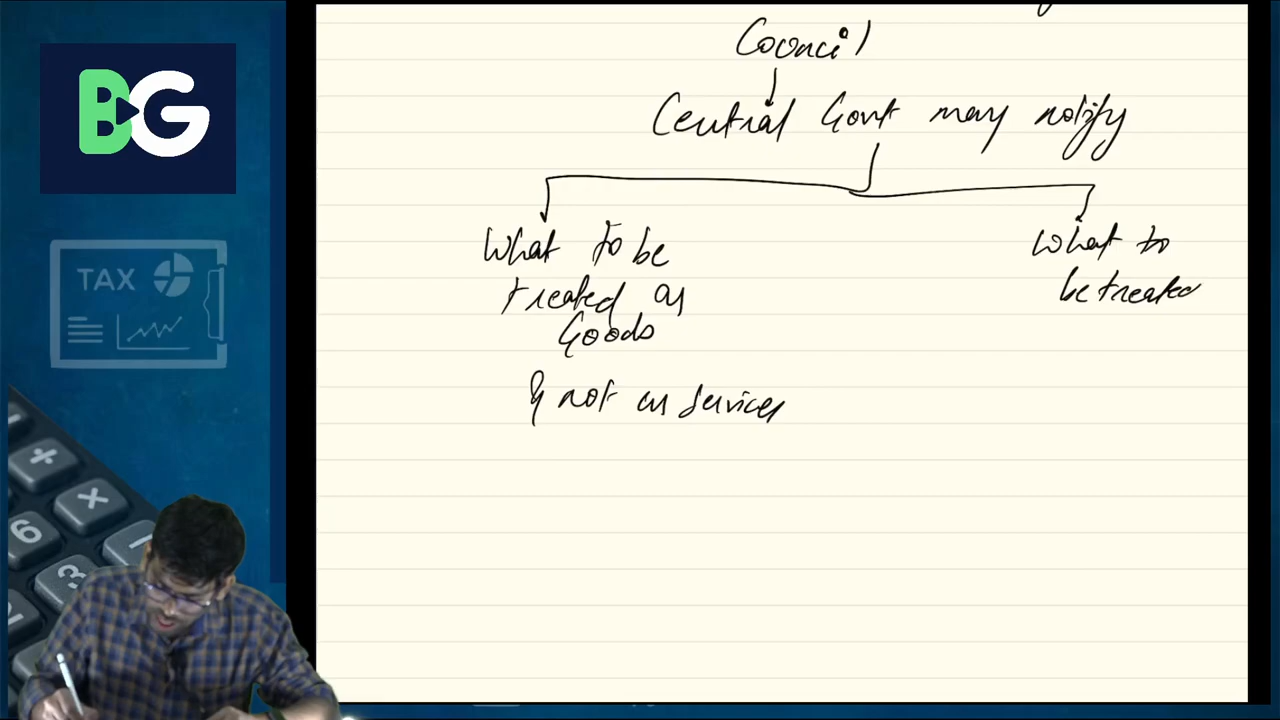 BG
TAX
Council
Central Govt may notify
What to be
treated as
Goods
& not as services
What to
be treated